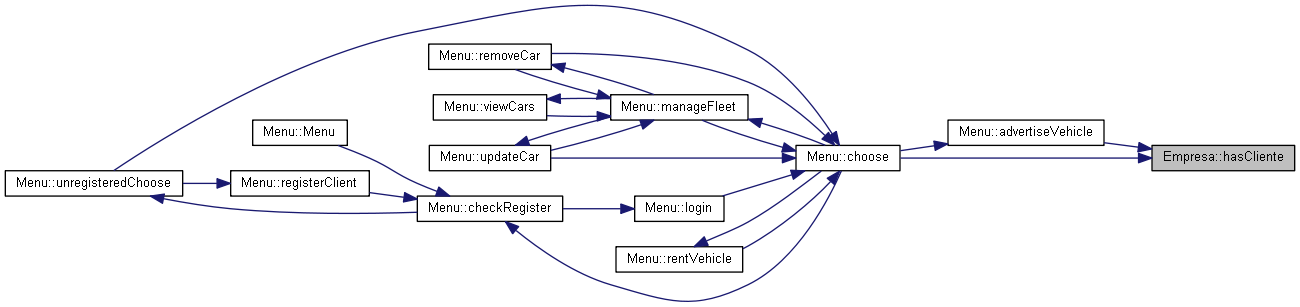 Menu::removeCar
Menu::viewCars
Menu::manageFleet
Menu::Menu
Menu::advertiseVehicle
Menu::updateCar
Menu::choose
Empresa::hasCliente
Menu::unregisteredChoose
Menu::registerClient
Menu::checkRegister
Menu::login
Menu::rentVehicle